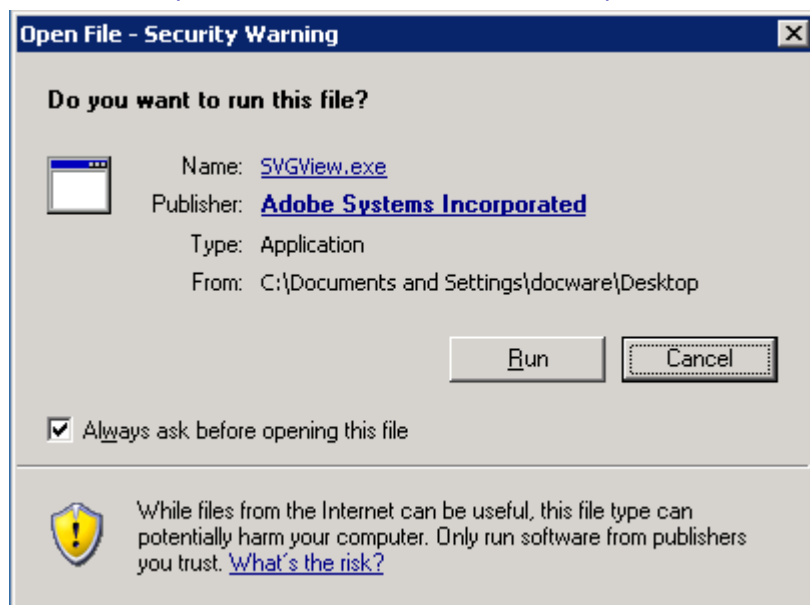 Open File - Security Warning
Do you want to run this file?
Name: SVGView.exe
Publisher: Adobe Systems Incorporated
Type: Application
From: C:\Documents and Settings\docware\Desktop
Run Cancel
Always ask before opening this file
While files from the Internet can be useful, this file type can
potentially harm your computer. Only run software from publishers
you trust. What's the risk?